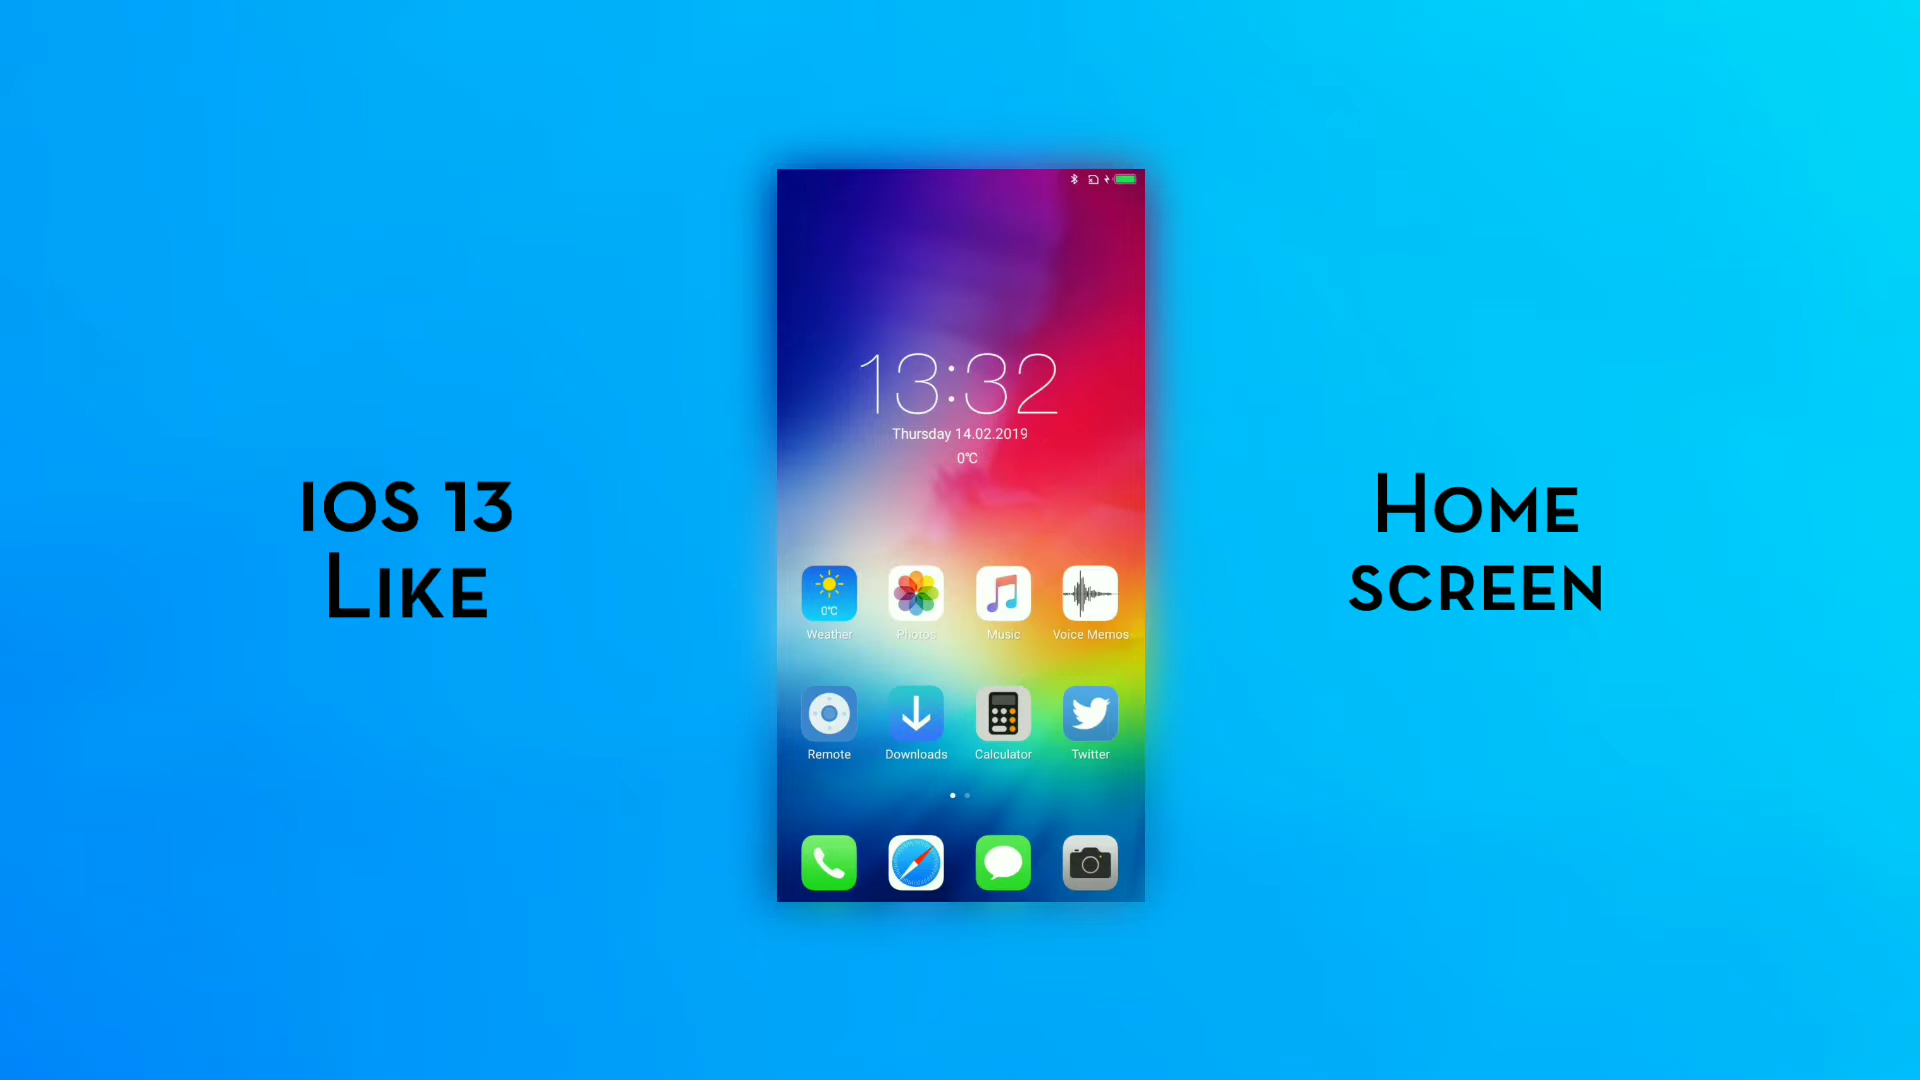 IOS 13
LIKE
HOME
SCREEN
13:32
Thursday 14.02.2019
0℃
0℃
Weather
Photos
Music
Voice Memos
Remote
Downloads
Calculator
Twitter